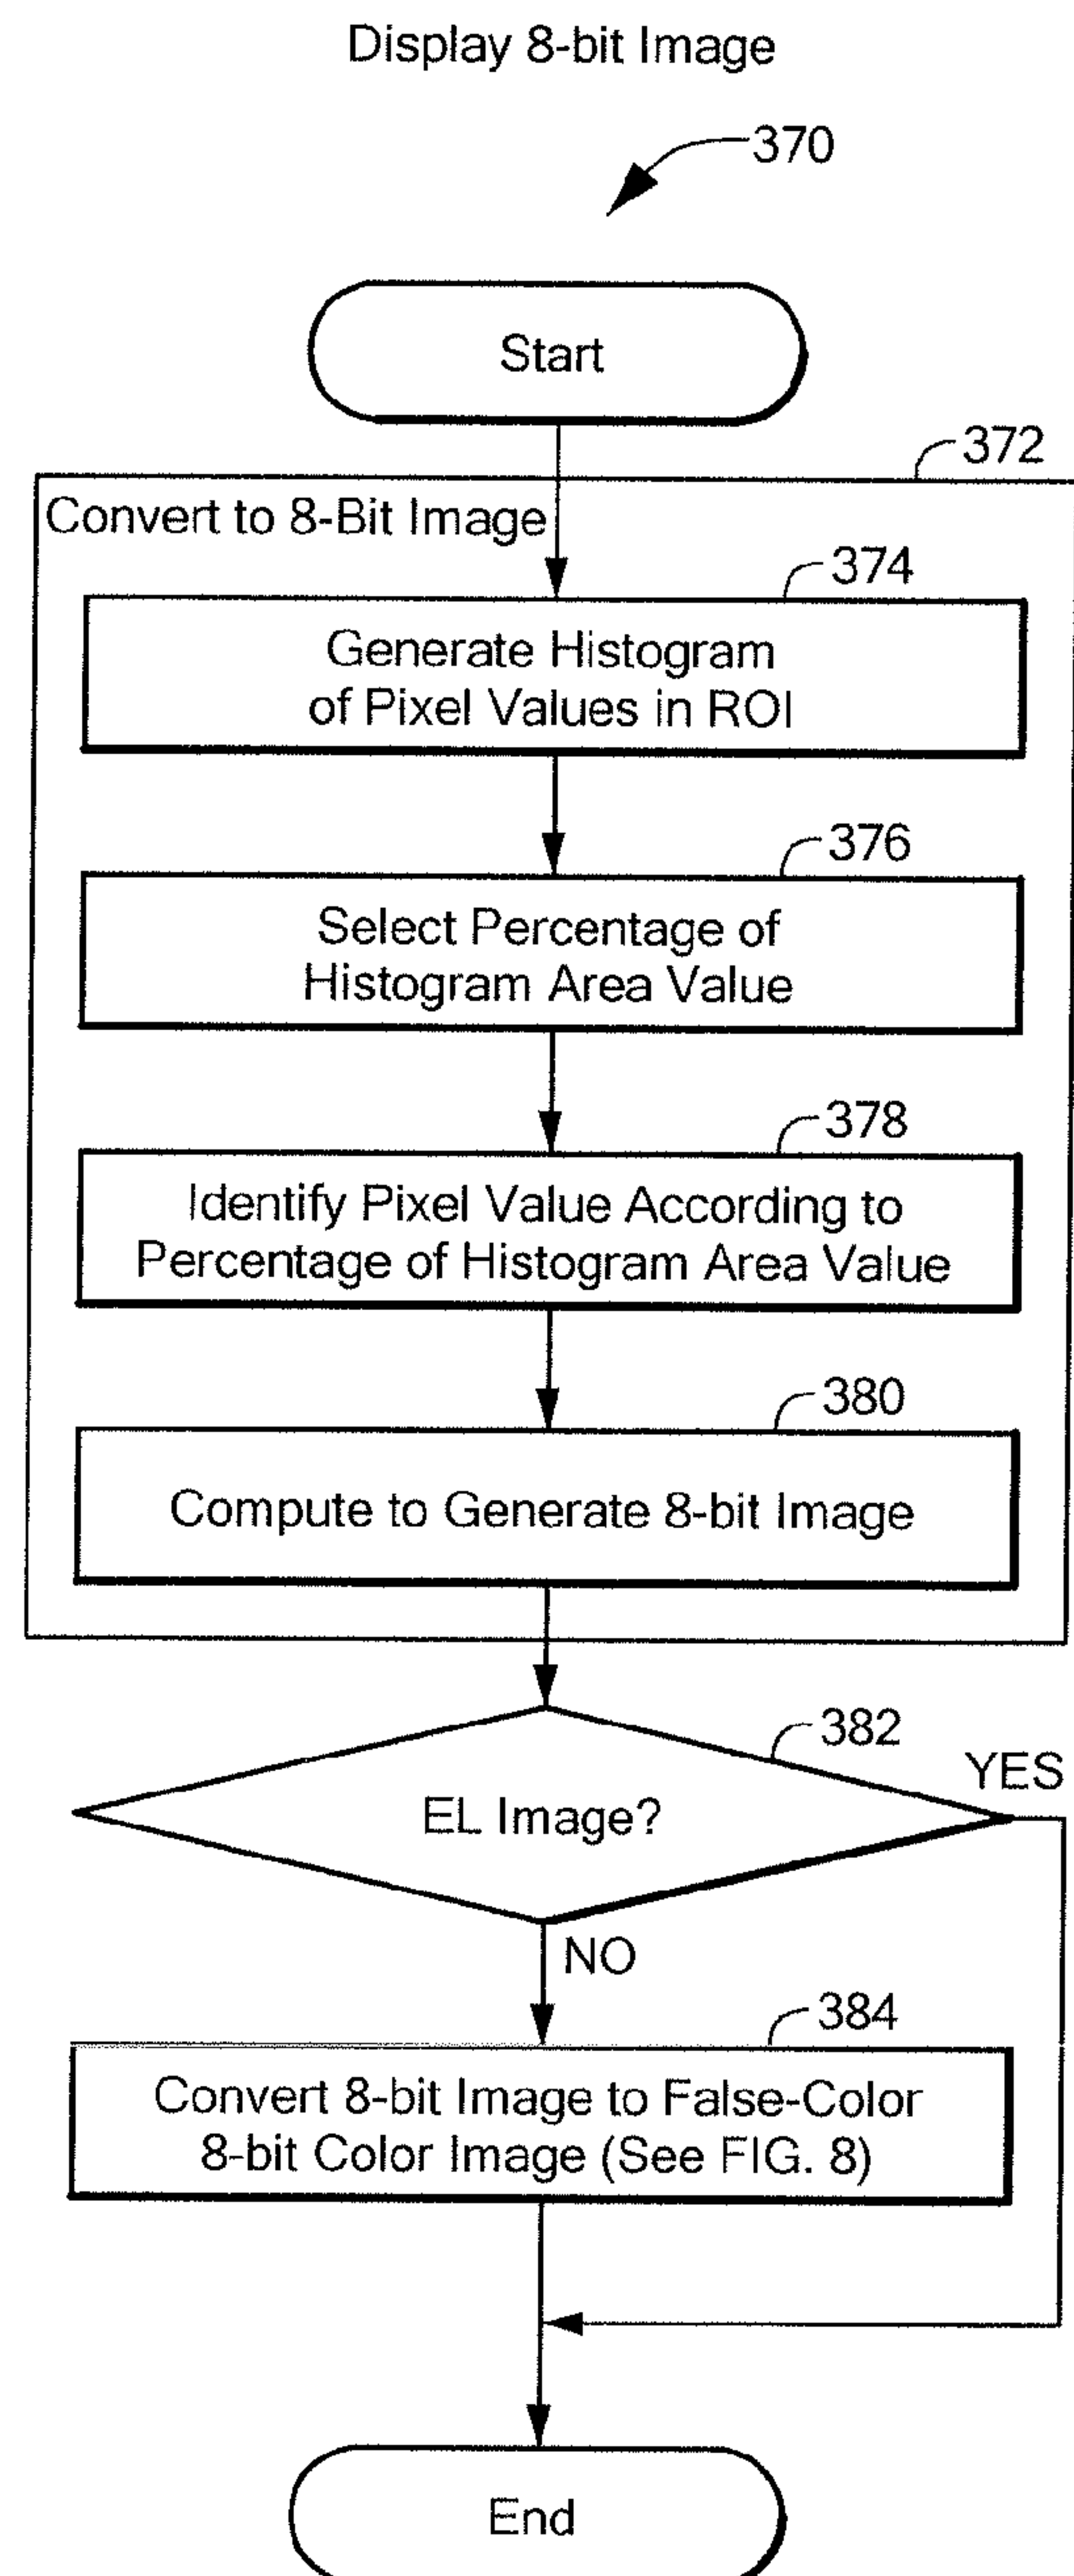 Display 8-bit Image
370
Start
372
Convert to 8-Bit Image
374
Generate Histogram
of Pixel Values in ROI
376
Select Percentage of
Histogram Area Value
378
Identify Pixel Value According to
Percentage of Histogram Area Value
380
Compute to Generate 8-bit Image
382
YES
EL Image?
NO
384
Convert 8-bit Image to False-Color
8-bit Color Image (See FIG. 8)
End